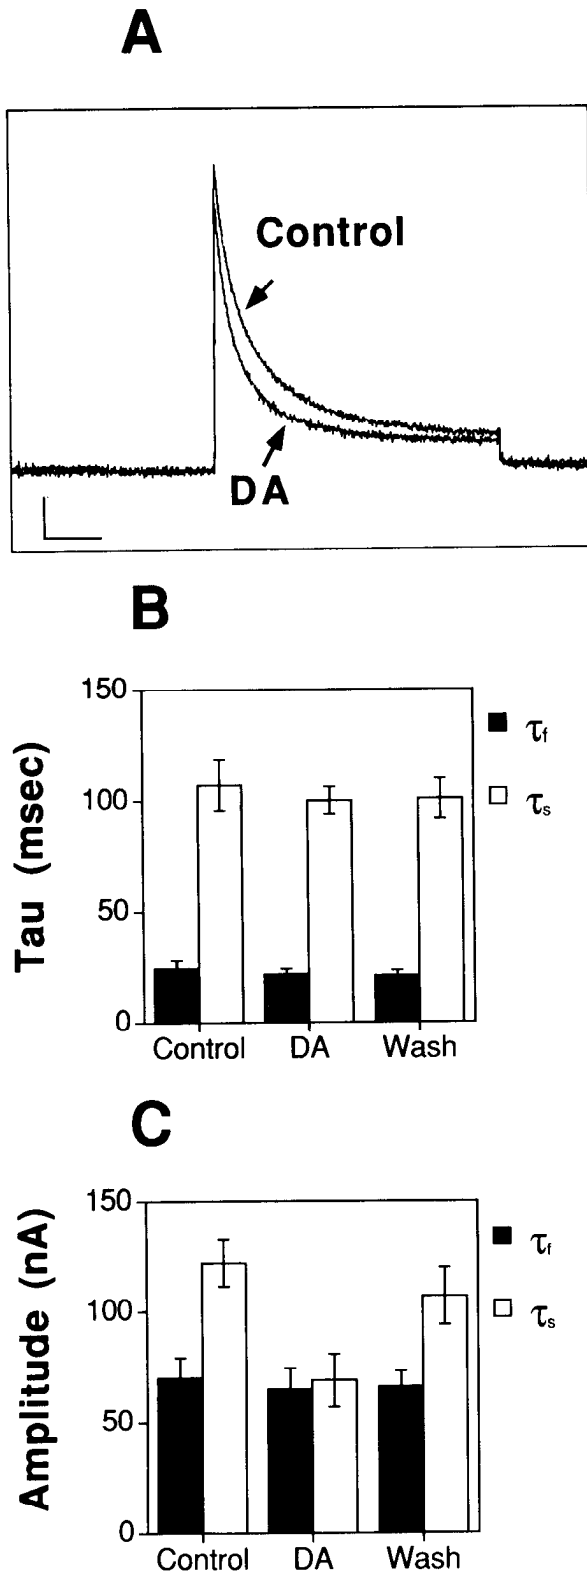 A
Control
DA
B
150
100
50
0
Tau (msec)
τf
τs
Control DA Wash
C
150
100
50
0
Amplitude (nA)
τf
τs
Control DA Wash